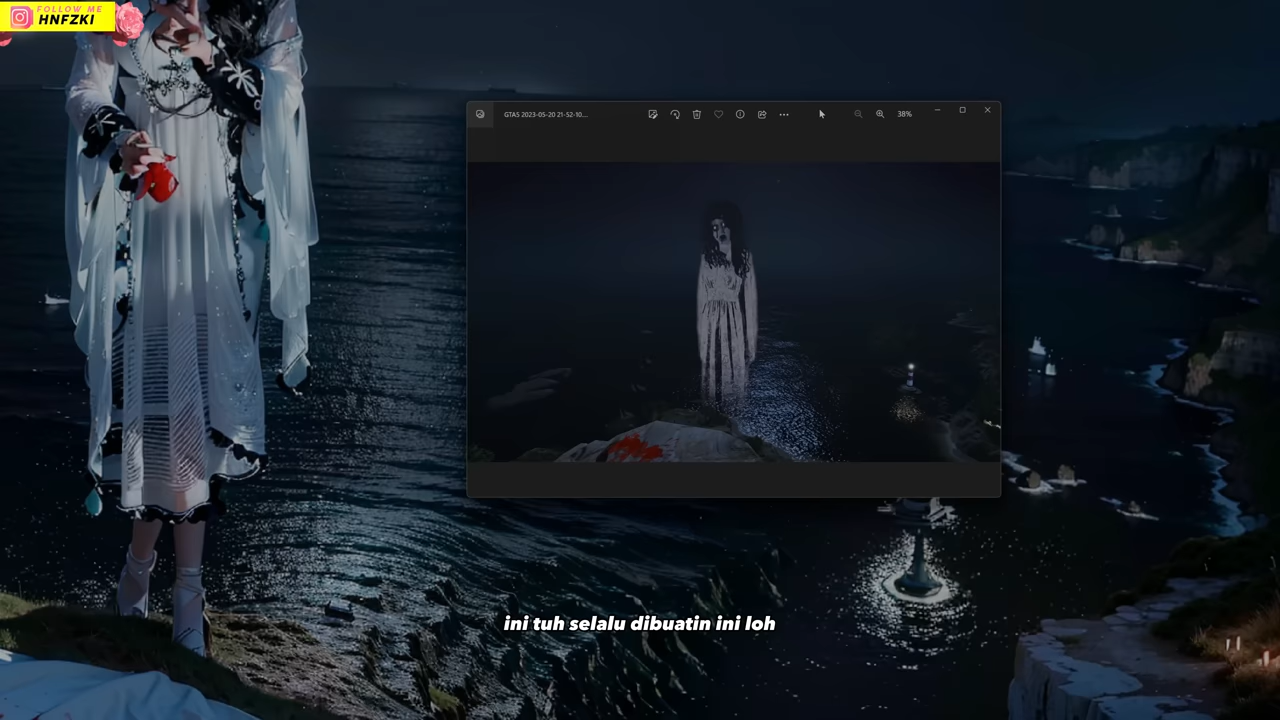 FOLLOW ME
HNFZKI
GTA5 2023-05-20 21-52-10...
38%
ini tuh selalu dibuatin ini loh